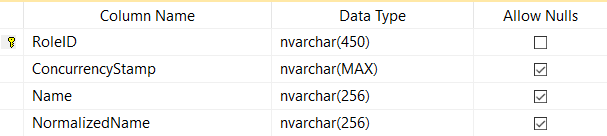 Column Name Data Type Allow Nulls
RoleID nvarchar(450)
ConcurrencyStamp nvarchar(MAX)
Name nvarchar(256)
NormalizedName nvarchar(256)